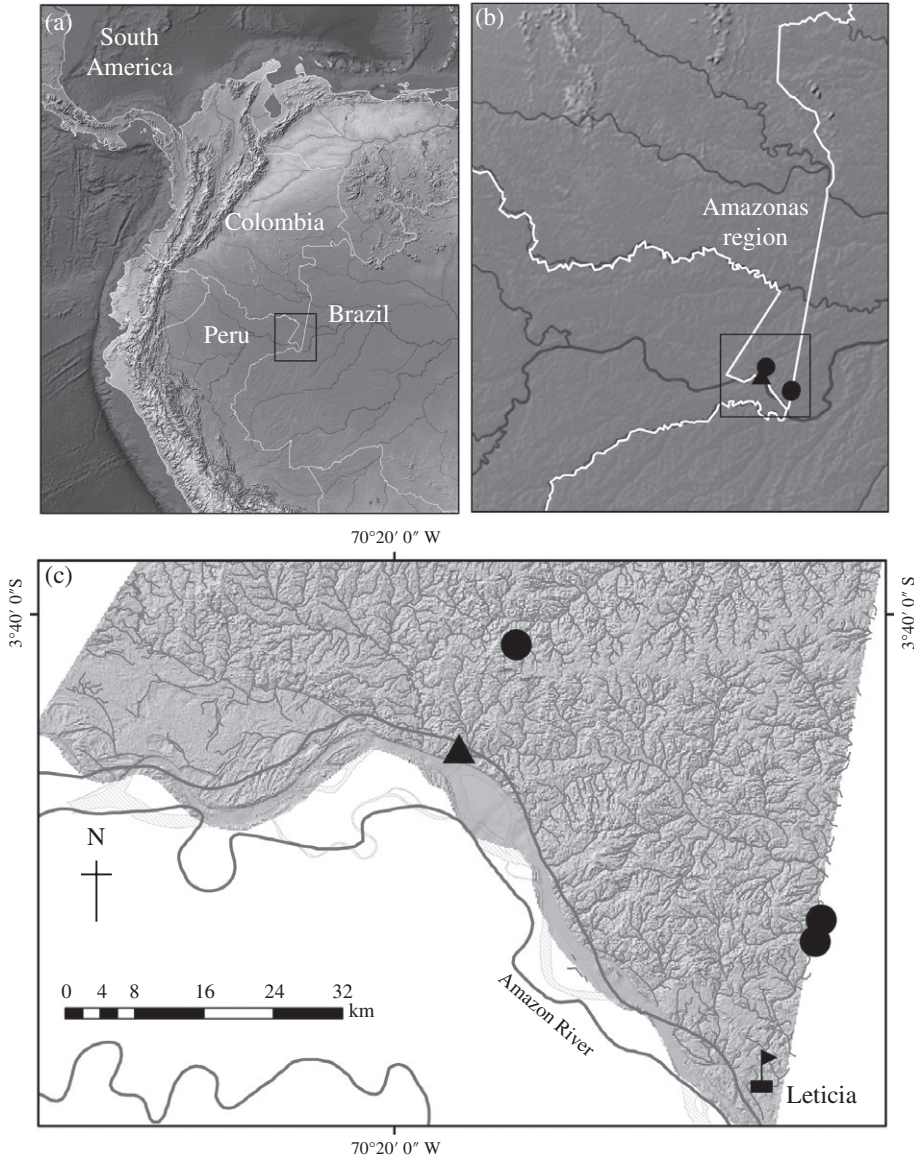 (a)
South
America
Colombia
Peru
Brazil
(b)
Amazonas
region
70°20′ 0″ W
(c)
3°40′ 0″ S
3°40′ 0″ S
N
0 4 8 16 24 32
km
Amazon River
Leticia
70°20′ 0″ W